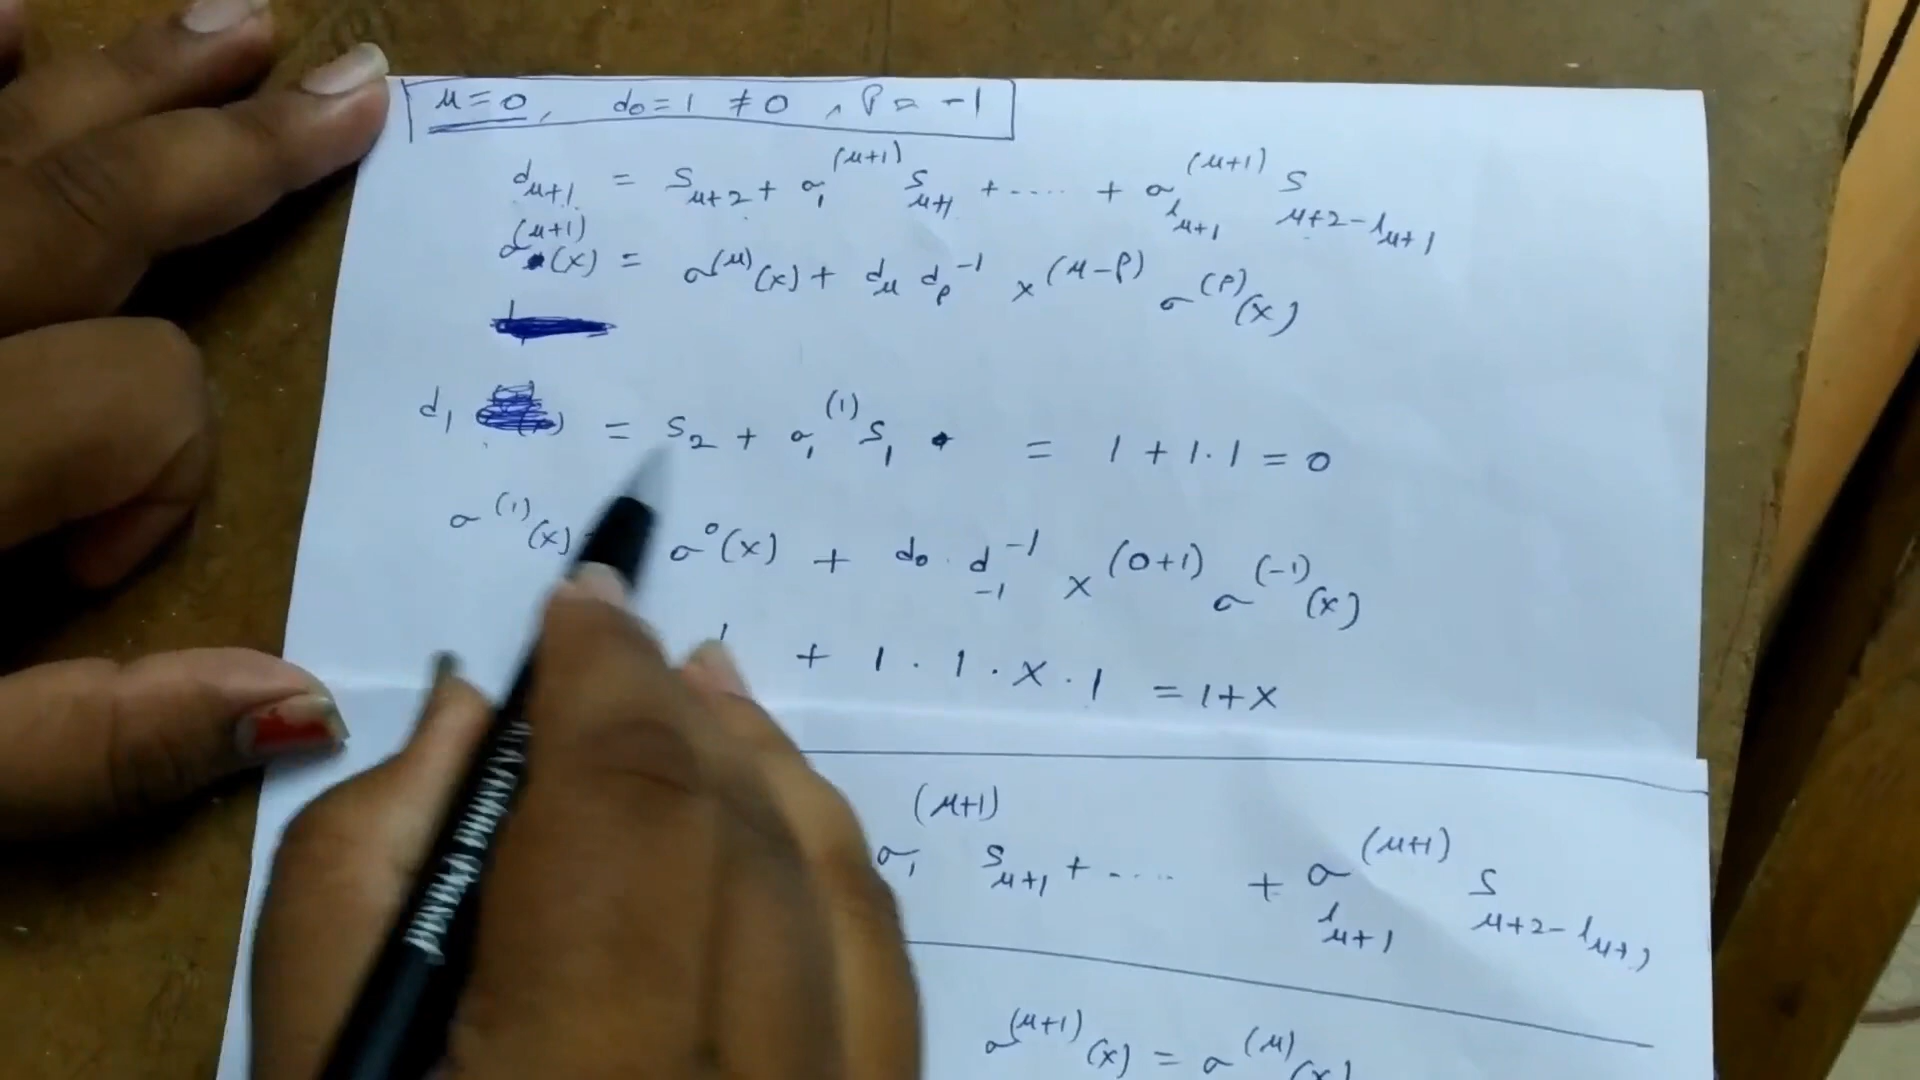 μ=0, d₀=1 ≠0, ρ= -1
d_{μ+1} = S_{μ+2} + σ₁^{(μ+1)} S_{μ+1} + .... + σ_{l_{μ+1}}^{(μ+1)} S_{μ+2-l_{μ+1}}
σ^{(μ+1)}(x) = σ^{(μ)}(x) + d_μ d_ρ^{-1} x^{(μ-ρ)} σ^{(ρ)}(x)
d₁ = S₂ + σ₁^{(1)} S₁ = 1 + 1.1 = 0
σ^{(1)}(x) σ^{0}(x) + d₀ . d_{-1}^{-1} x^{(0+1)} σ^{(-1)}(x)
+ 1 . 1 . x . 1 = 1+x
σ₁^{(μ+1)} S_{μ+1} + .... + σ_{l_{μ+1}}^{(μ+1)} S_{μ+2-l_{μ+1}}
σ^{(μ+1)}(x) = σ^{(μ)}(x)